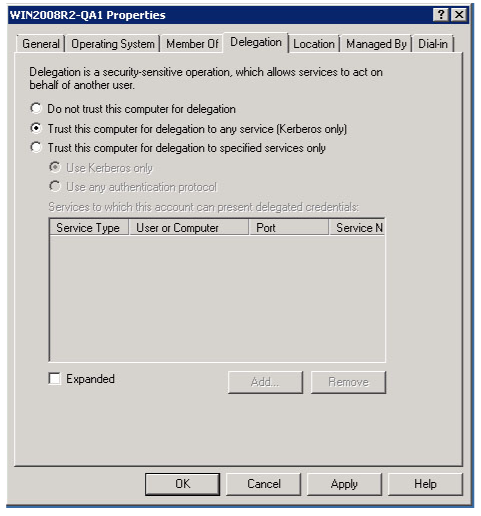 WIN2008R2-QA1 Properties
General Operating System Member Of Delegation Location Managed By Dial-in
Delegation is a security-sensitive operation, which allows services to act on
behalf of another user.
Do not trust this computer for delegation
Trust this computer for delegation to any service (Kerberos only)
Trust this computer for delegation to specified services only
Use Kerberos only
Use any authentication protocol
Services to which this account can present delegated credentials:
Service Type User or Computer Port Service N
Expanded Add... Remove
OK Cancel Apply Help